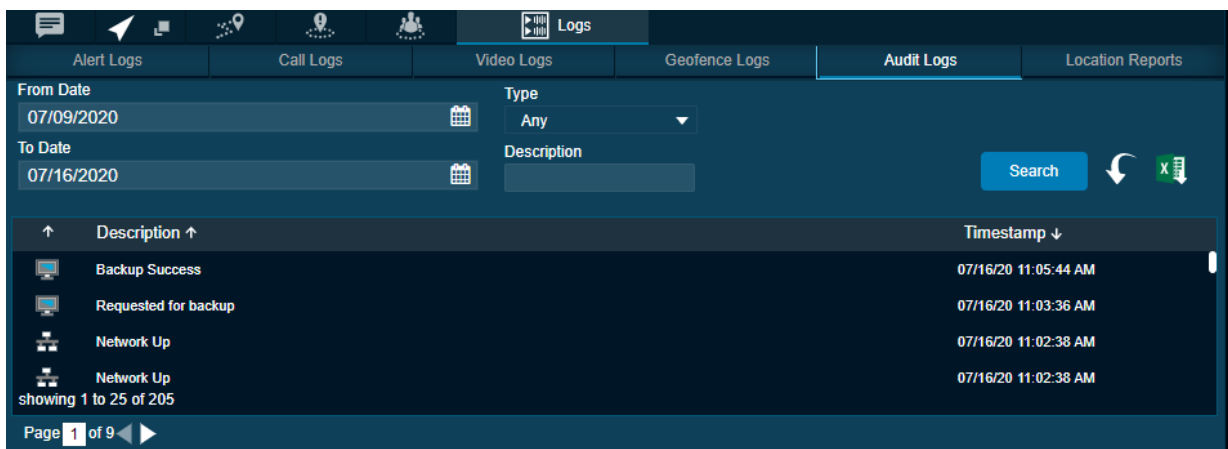 Logs
Alert Logs Call Logs Video Logs Geofence Logs Audit Logs Location Reports
From Date
07/09/2020
Type
Any
To Date
07/16/2020
Description
Search
Description Timestamp
Backup Success 07/16/20 11:05:44 AM
Requested for backup 07/16/20 11:03:36 AM
Network Up 07/16/20 11:02:38 AM
Network Up 07/16/20 11:02:38 AM
showing 1 to 25 of 205
Page 1 of 9